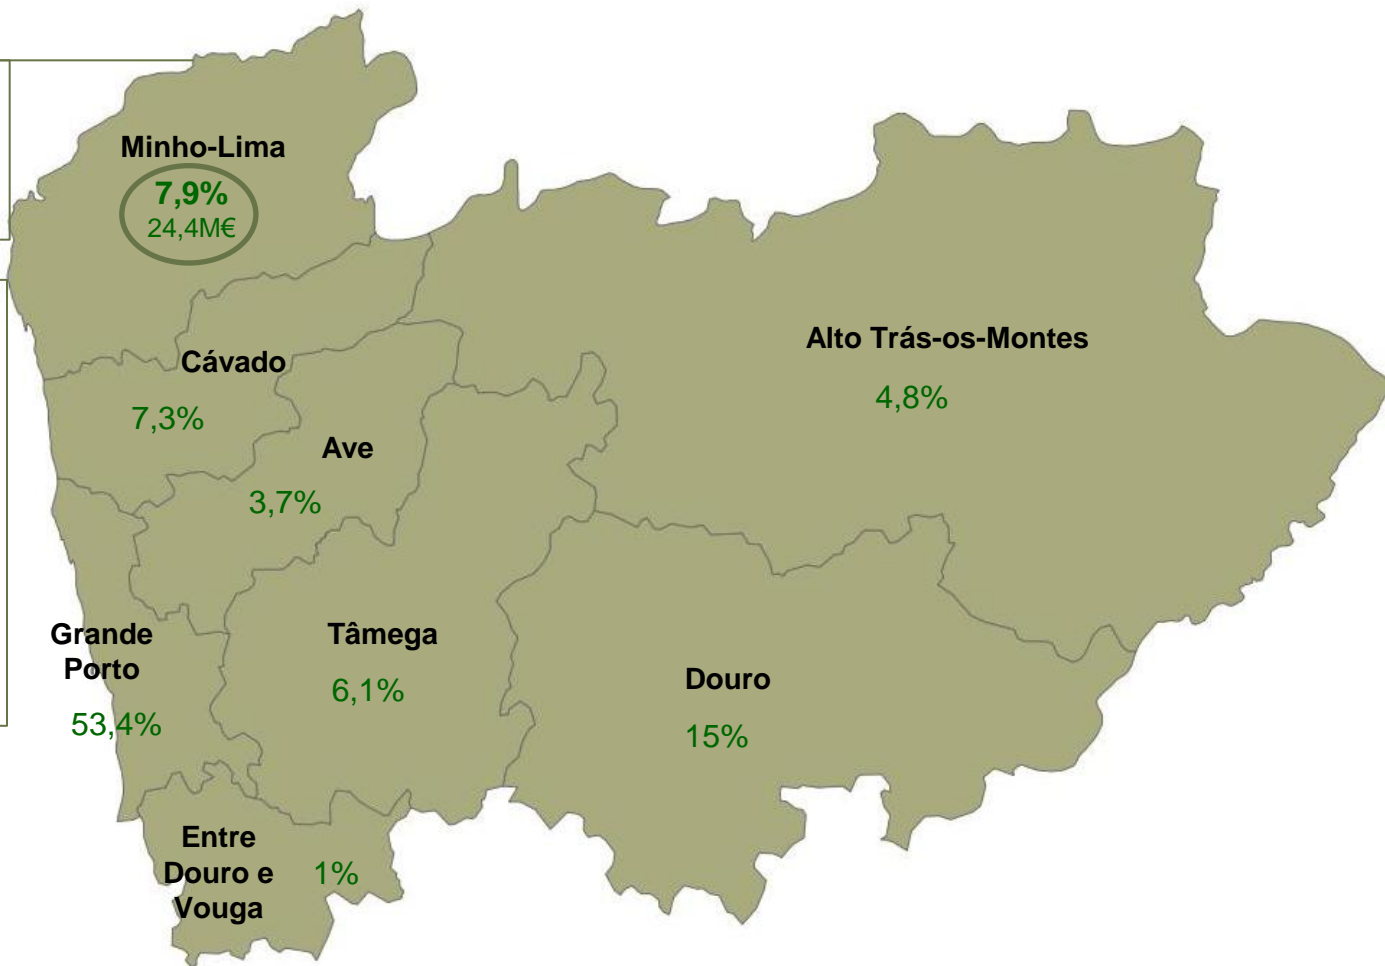 Minho-Lima
7,9%
24,4M€
Alto Trás-os-Montes
4,8%
Cávado
7,3%
Ave
3,7%
Grande
Porto
53,4%
Tâmega
6,1%
Douro
15%
Entre
Douro e
Vouga
1%